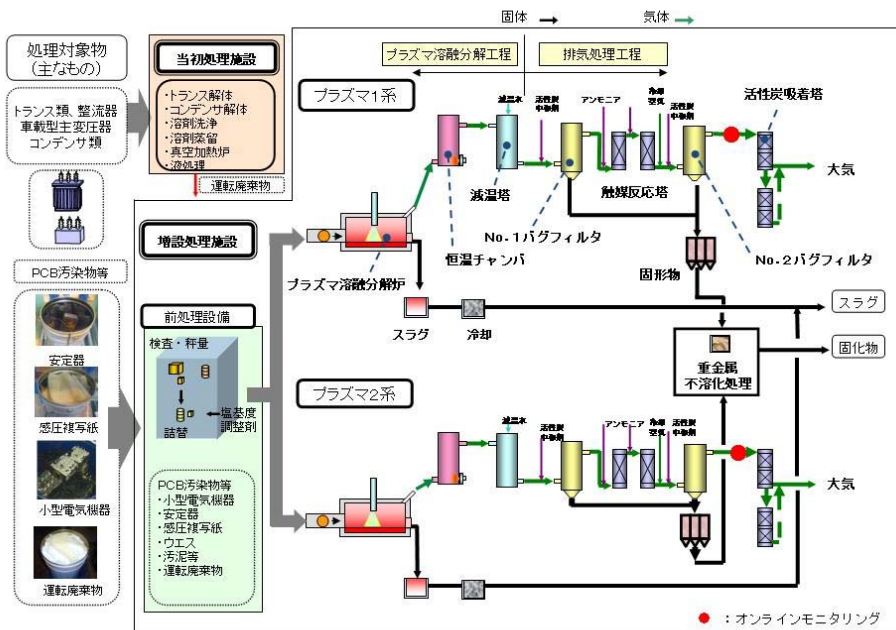 固体
気体
処理対象物
(主なもの)
当初処理施設
プラズマ溶融分解工程
排気処理工程
トランス類、整流器
車載型主変圧器
コンデンサ類
・トランス解体
・コンデンサ解体
・溶剤洗浄
・溶剤蒸留
・真空加熱炉
・液処理
運転廃棄物
プラズマ1系
減温水
活性炭
中和剤
アンモニア
冷却
空気
活性炭
中和剤
活性炭吸着塔
大気
減温塔
触媒反応塔
増設処理施設
恒温チャンバ
No.1バグフィルタ
No.2バグフィルタ
プラズマ溶融分解炉
固形物
PCB汚染物等
安定器
感圧複写紙
小型電気機器
運転廃棄物
前処理設備
検査・秤量
塩基度
調整剤
詰替
スラグ
冷却
スラグ
固化物
重金属
不溶化処理
プラズマ2系
減温水
活性炭
中和剤
アンモニア
冷却
空気
活性炭
中和剤
大気
PCB汚染物等
・小型電気機器
・安定器
・感圧複写紙
・ウエス
・汚泥等
・運転廃棄物
:オンラインモニタリング